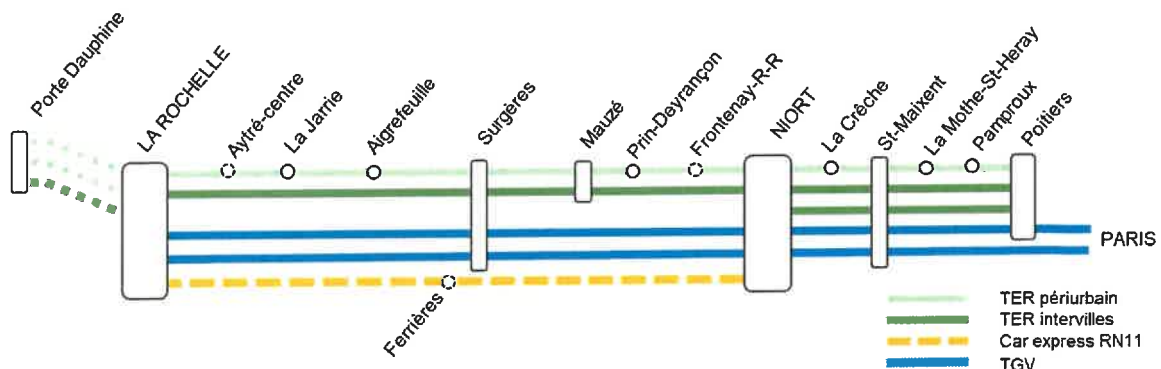 Porte Dauphine
LA ROCHELLE
Aytré-centre
La Jarrie
Aigrefeuille
Surgères
Mauzé
Prin-Deyrançon
Frontenay-R-R
NIORT
La Crèche
St-Maixent
La Mothe-St-Heray
Pamproux
Poitiers
PARIS
Ferrières
TER périurbain
TER intervilles
Car express RN11
TGV